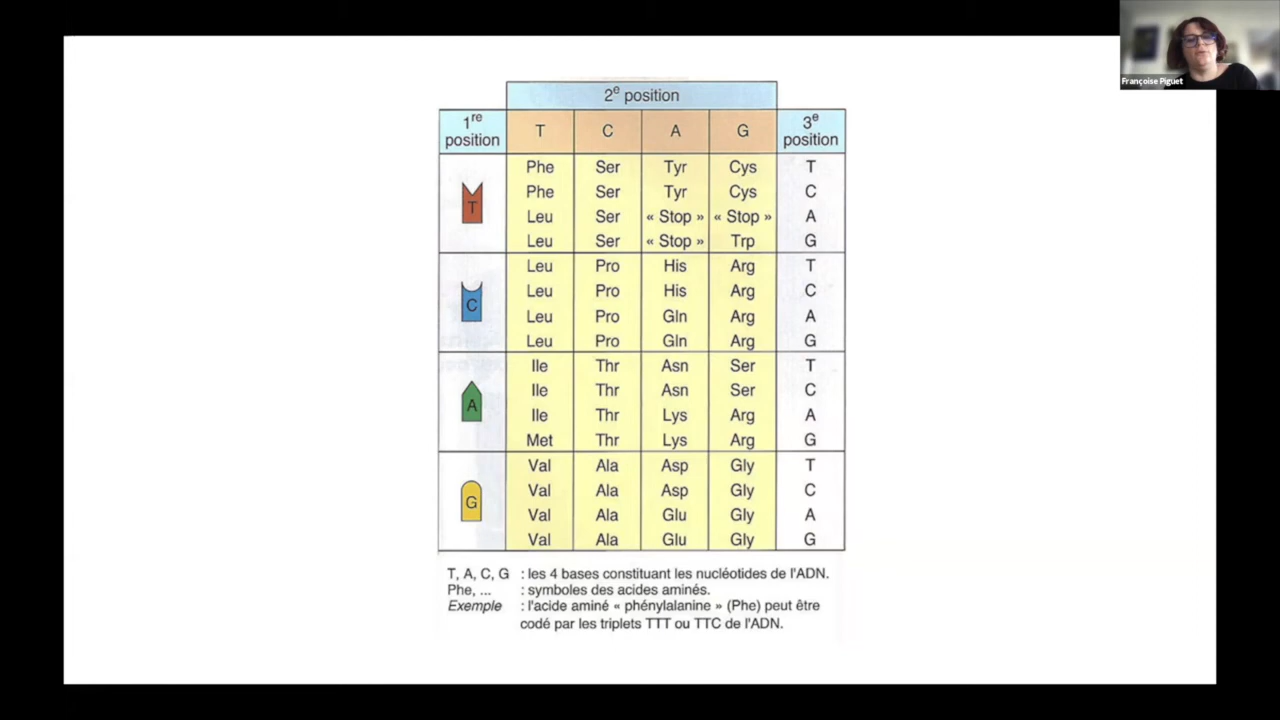 Françoise Piguet
2e position
1re position
T C A G
3e position
T
Phe Ser Tyr Cys T
Phe Ser Tyr Cys C
Leu Ser « Stop » « Stop » A
Leu Ser « Stop » Trp G
C
Leu Pro His Arg T
Leu Pro His Arg C
Leu Pro Gln Arg A
Leu Pro Gln Arg G
A
Ile Thr Asn Ser T
Ile Thr Asn Ser C
Ile Thr Lys Arg A
Met Thr Lys Arg G
G
Val Ala Asp Gly T
Val Ala Asp Gly C
Val Ala Glu Gly A
Val Ala Glu Gly G
T, A, C, G : les 4 bases constituant les nucléotides de l'ADN.
Phe, ... : symboles des acides aminés.
Exemple : l'acide aminé « phénylalanine » (Phe) peut être
codé par les triplets TTT ou TTC de l'ADN.